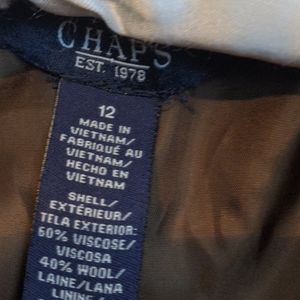 CHAPS
EST. 1978
12
MADE IN
VIETNAM/
FABRIQUÉ AU
VIETNAM/
HECHO EN
VIETNAM
SHELL/
EXTÉRIEUR/
TELA EXTERIOR:
60% VISCOSE/
VISCOSA
40% WOOL/
LAINE/LANA
LINING/